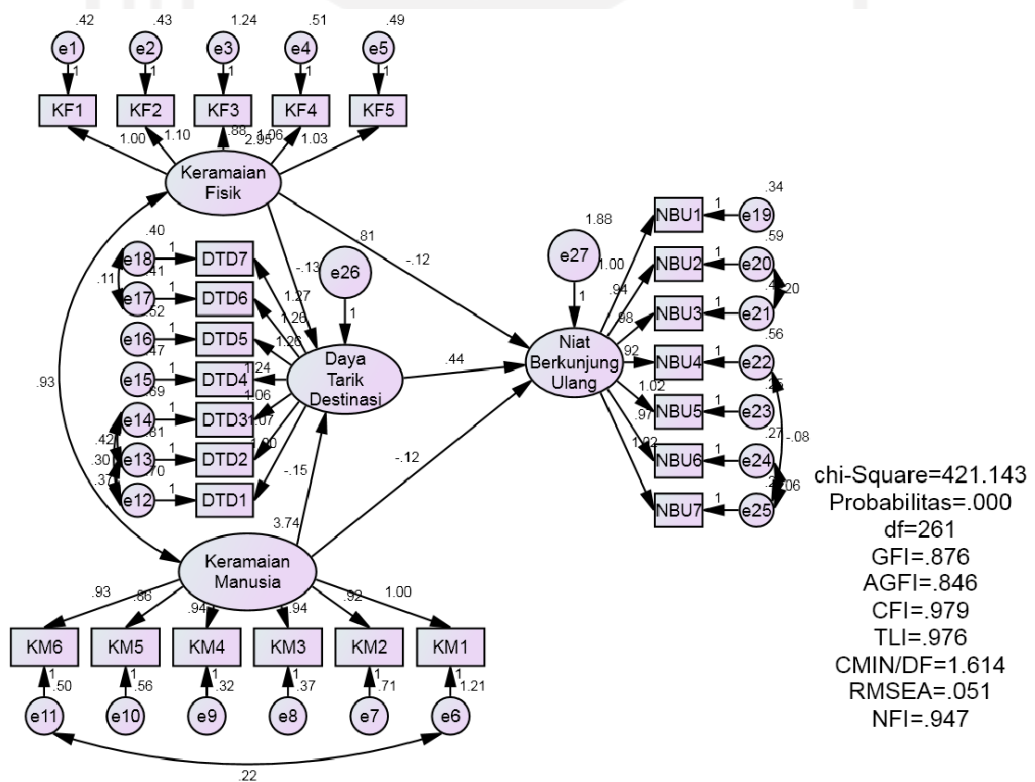 .42 .43 1.24 .51 .49
e1 e2 e3 e4 e5
1 1 1 1 1
KF1 KF2 KF3 KF4 KF5
1.00 1.10 .88 1.06 1.03
2.95
Keramaian
Fisik
.40
e18 1 DTD7
.11 .41
e17 1 DTD6
e16 1 DTD5
.47
e15 1 DTD4
.69
e14 1 DTD3
e13 1 DTD2
.70
e12 1 DTD1
.42
.30
.37
-.13
1.27
1.26
1.26
1.24
1.06
1.07
-.15
e26
.81
1
Daya
Tarik
Destinasi
-.12
.44
-.12
.93
1.88
e27
1
Niat
Berkunjung
Ulang
1.00
.94
.98
.92
1.02
.97
.34
NBU1 1 e19
.59
NBU2 1 e20
.20
NBU3 1 e21
.56
NBU4 1 e22
NBU5 1 e23
.27 -.08
NBU6 1 e24
NBU7 1 e25
3.74
Keramaian
Manusia
.93 .86 .94 .94 .92 1.00
KM6 KM5 KM4 KM3 KM2 KM1
1 1 1 1 1 1
.50 .56 .32 .37 .71 1.21
e11 e10 e9 e8 e7 e6
.22
chi-Square=421.143
Probabilitas=.000
df=261
GFI=.876
AGFI=.846
CFI=.979
TLI=.976
CMIN/DF=1.614
RMSEA=.051
NFI=.947